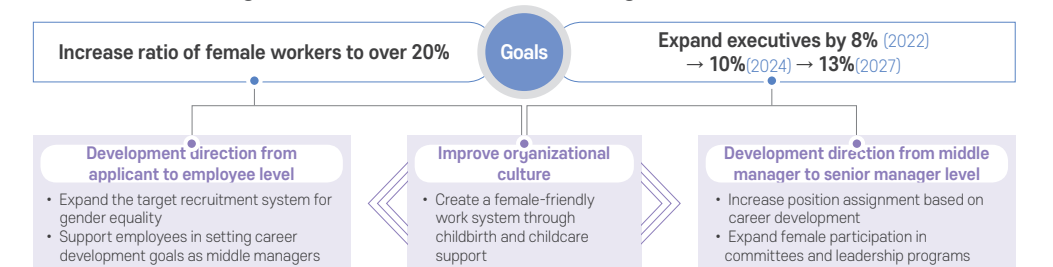 Increase ratio of female workers to over 20%
Goals
Expand executives by 8% (2022)
→ 10%(2024) → 13%(2027)
Development direction from
applicant to employee level
• Expand the target recruitment system for
gender equality
• Support employees in setting career
development goals as middle managers
Improve organizational
culture
• Create a female-friendly
work system through
childbirth and childcare
support
Development direction from middle
manager to senior manager level
• Increase position assignment based on
career development
• Expand female participation in
committees and leadership programs